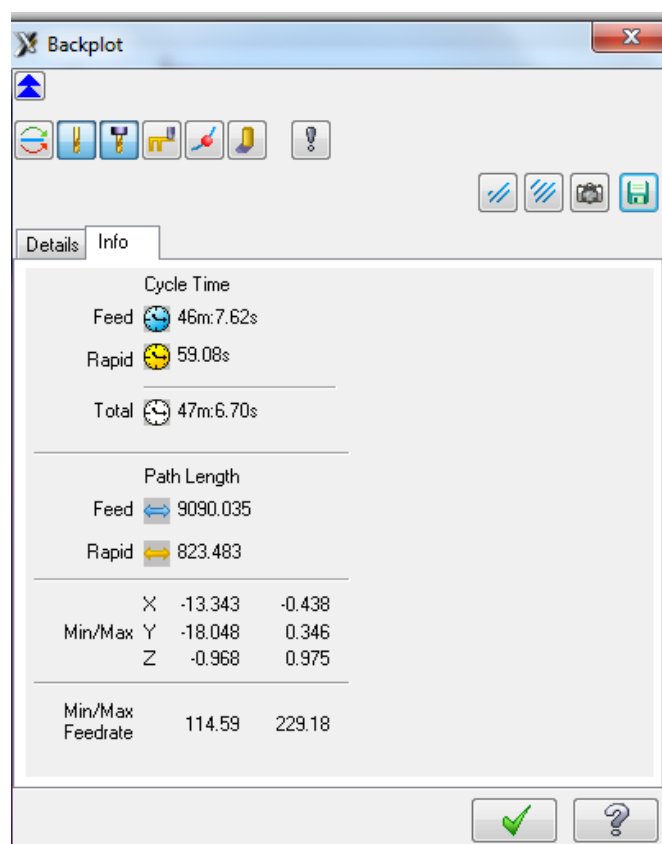 Backplot
Details Info
Cycle Time
Feed 46m:7.62s
Rapid 59.08s
Total 47m:6.70s
Path Length
Feed 9090.035
Rapid 823.483
X -13.343 -0.438
Min/Max Y -18.048 0.346
Z -0.968 0.975
Min/Max
Feedrate 114.59 229.18